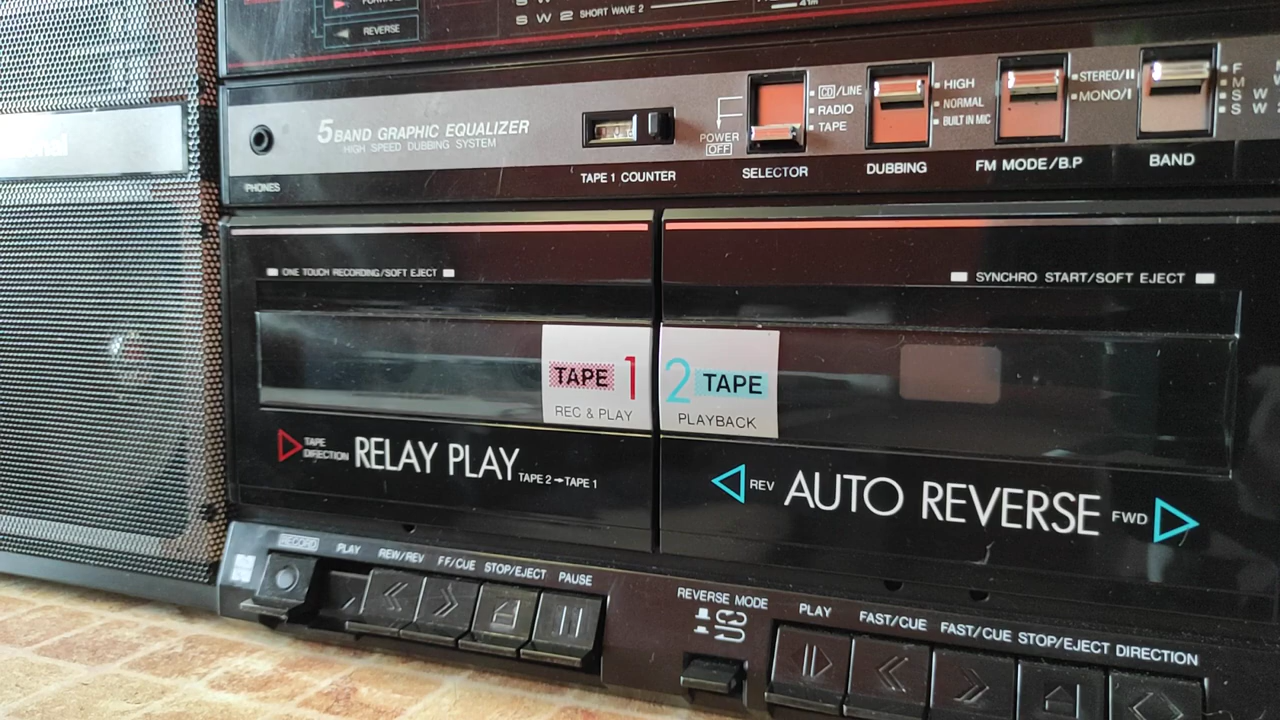 REVERSE
SW 2 SHORT WAVE 2
5 BAND GRAPHIC EQUALIZER
HIGH SPEED DUBBING SYSTEM
PHONES
TAPE 1 COUNTER
POWER
OFF
CD/LINE
RADIO
TAPE
SELECTOR
HIGH
NORMAL
BUILT IN MIC
DUBBING
STEREO/II
MONO/I
FM MODE/B.P
BAND
ONE TOUCH RECORDING/SOFT EJECT
SYNCHRO START/SOFT EJECT
TAPE 1
REC & PLAY
2 TAPE
PLAYBACK
TAPE
DIRECTION
RELAY PLAY
TAPE 2 → TAPE 1
REV
AUTO REVERSE
FWD
RECORD PLAY REW/REV FF/CUE STOP/EJECT PAUSE
REVERSE MODE
PLAY FAST/CUE FAST/CUE STOP/EJECT DIRECTION